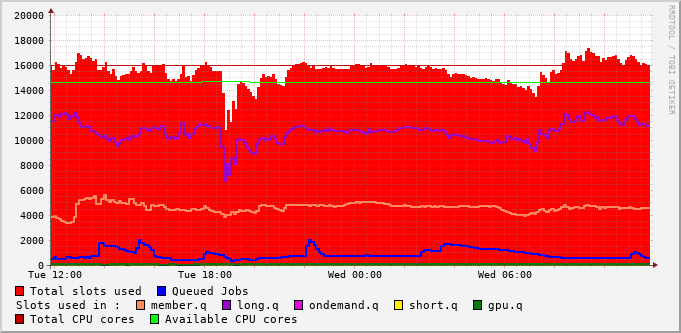 20000
18000
16000
14000
12000
10000
8000
6000
4000
2000
0
Tue 12:00 Tue 18:00 Wed 00:00 Wed 06:00
Total slots used Queued Jobs
Slots used in : member.q long.q ondemand.q short.q gpu.q
Total CPU cores Available CPU cores
RRDTOOL / TOBI OETIKER